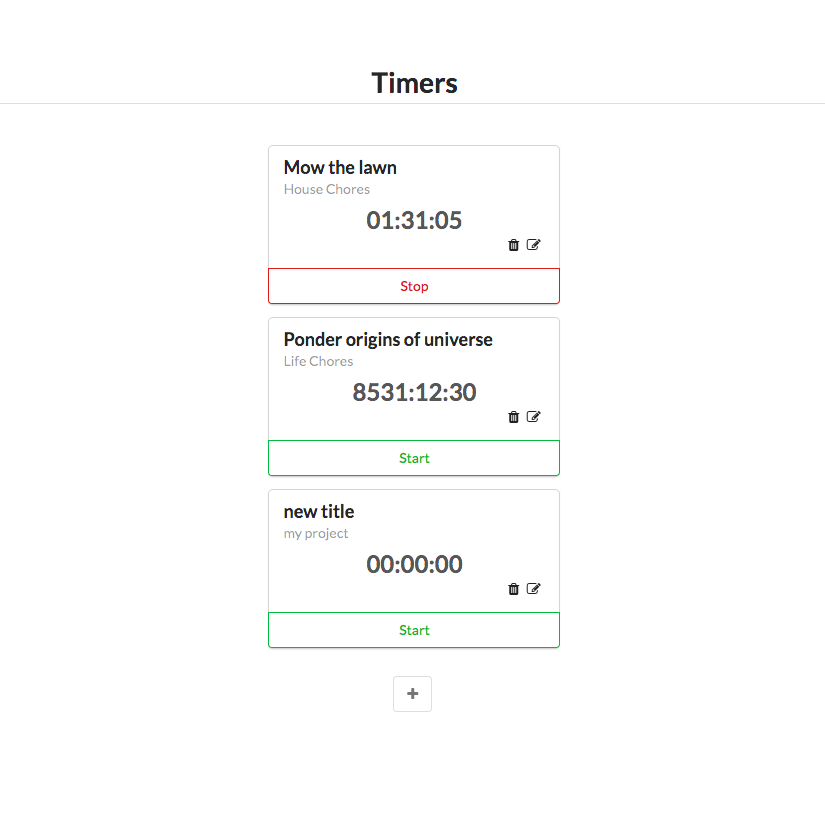 Timers
Mow the lawn
House Chores
01:31:05
Stop
Ponder origins of universe
Life Chores
8531:12:30
Start
new title
my project
00:00:00
Start
+